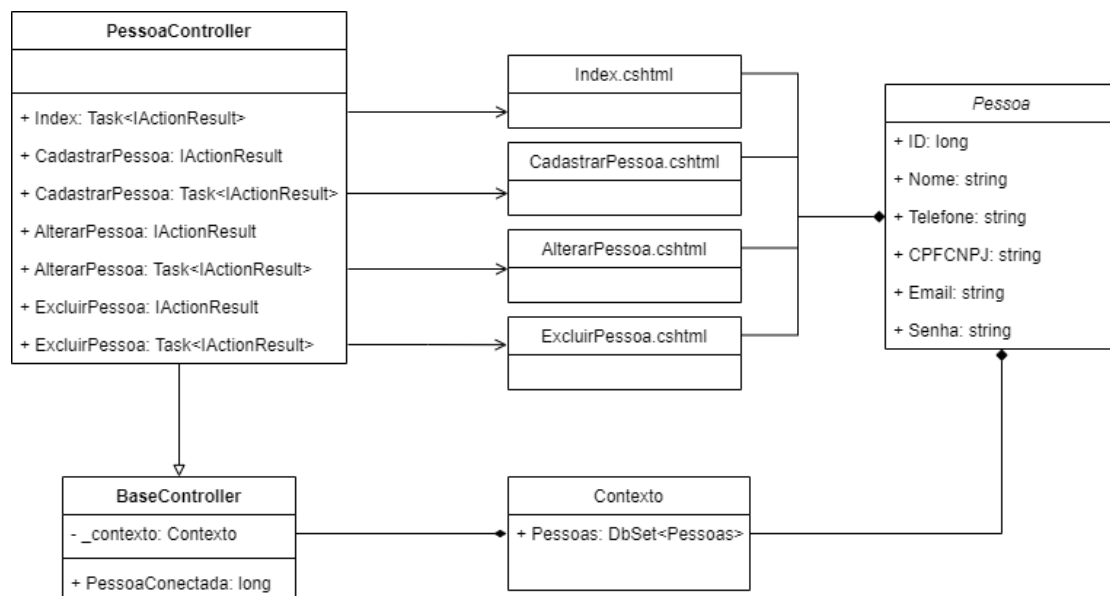 PessoaController
+ Index: Task<IActionResult>
+ CadastrarPessoa: IActionResult
+ CadastrarPessoa: Task<IActionResult>
+ AlterarPessoa: IActionResult
+ AlterarPessoa: Task<IActionResult>
+ ExcluirPessoa: IActionResult
+ ExcluirPessoa: Task<IActionResult>
Index.cshtml
CadastrarPessoa.cshtml
AlterarPessoa.cshtml
ExcluirPessoa.cshtml
Pessoa
+ ID: long
+ Nome: string
+ Telefone: string
+ CPFCNPJ: string
+ Email: string
+ Senha: string
BaseController
- _contexto: Contexto
+ PessoaConectada: long
Contexto
+ Pessoas: DbSet<Pessoas>